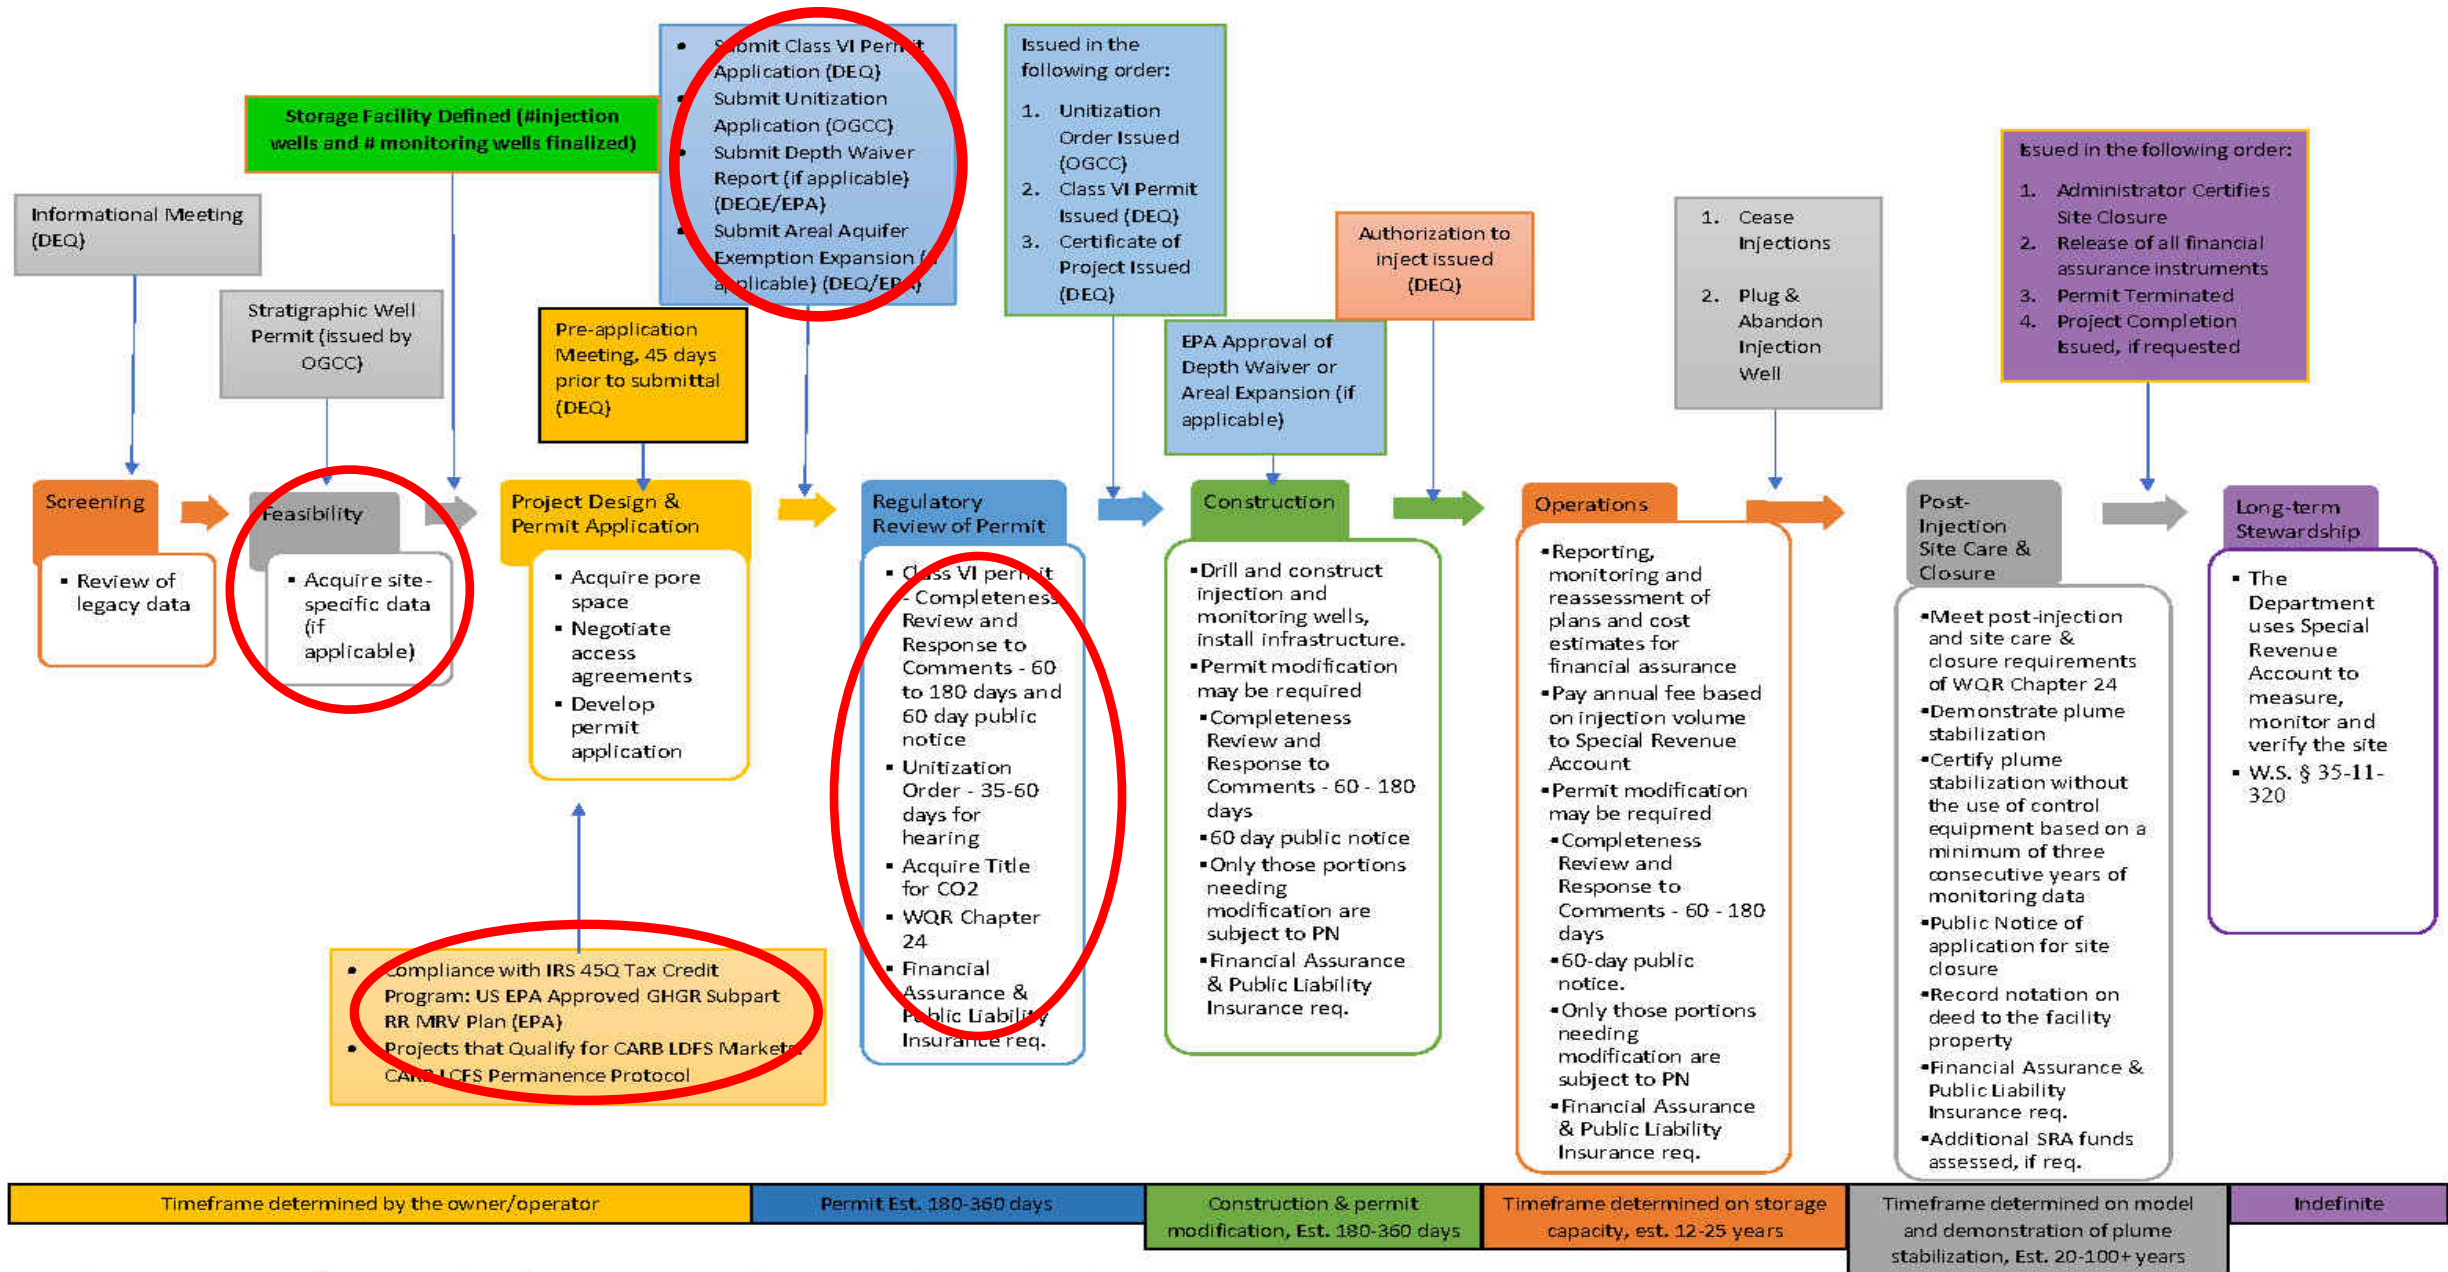 Submit Class VI Permit
Application (DEQ)
Submit Unitization
Application (OGCC)
Submit Depth Waiver
Report (if applicable)
(DEQE/EPA)
Submit Areal Aquifer
Exemption Expansion (if
applicable) (DEQ/EPA)
Issued in the
following order:
1. Unitization
Order Issued
(OGCC)
2. Class VI Permit
Issued (DEQ)
3. Certificate of
Project Issued
(DEQ)
Storage Facility Defined (#injection
wells and # monitoring wells finalized)
Issued in the following order:
1. Administrator Certifies
Site Closure
2. Release of all financial
assurance instruments
3. Permit Terminated
4. Project Completion
Issued, if requested
Informational Meeting
(DEQ)
Stratigraphic Well
Permit (issued by
OGCC)
Pre-application
Meeting, 45 days
prior to submittal
(DEQ)
EPA Approval of
Depth Waiver or
Areal Expansion (if
applicable)
Authorization to
inject issued
(DEQ)
1. Cease
Injections
2. Plug &
Abandon
Injection
Well
Screening
▪ Review of
legacy data
Feasibility
▪ Acquire site-
specific data
(if
applicable)
Project Design &
Permit Application
▪ Acquire pore
space
▪ Negotiate
access
agreements
▪ Develop
permit
application
Regulatory
Review of Permit
▪ Class VI permit
- Completeness
Review and
Response to
Comments - 60
to 180 days and
60 day public
notice
▪ Unitization
Order - 35-60
days for
hearing
▪ Acquire Title
for CO2
▪ WQR Chapter
24
▪ Financial
Assurance &
Public Liability
Insurance req.
Construction
▪Drill and construct
injection and
monitoring wells,
install infrastructure.
▪Permit modification
may be required
▪Completeness
Review and
Response to
Comments - 60 - 180
days
▪60 day public notice
▪Only those portions
needing
modification are
subject to PN
▪Financial Assurance
& Public Liability
Insurance req.
Operations
▪Reporting,
monitoring and
reassessment of
plans and cost
estimates for
financial assurance
▪Pay annual fee based
on injection volume
to Special Revenue
Account
▪Permit modification
may be required
▪Completeness
Review and
Response to
Comments - 60 - 180
days
▪60-day public
notice.
▪Only those portions
needing
modification are
subject to PN
▪Financial Assurance
& Public Liability
Insurance req.
Post-
Injection
Site Care &
Closure
▪Meet post-injection
and site care &
closure requirements
of WQR Chapter 24
▪Demonstrate plume
stabilization
▪Certify plume
stabilization without
the use of control
equipment based on a
minimum of three
consecutive years of
monitoring data
▪Public Notice of
application for site
closure
▪Record notation on
deed to the facility
property
▪Financial Assurance &
Public Liability
Insurance req.
▪Additional SRA funds
assessed, if req.
Long-term
Stewardship
▪ The
Department
uses Special
Revenue
Account to
measure,
monitor and
verify the site
▪ W.S. § 35-11-
320
• Compliance with IRS 45Q Tax Credit
Program: US EPA Approved GHGR Subpart
RR MRV Plan (EPA)
• Projects that Qualify for CARB LDFS Markets:
CARB LCFS Permanence Protocol
Timeframe determined by the owner/operator
Permit Est. 180-360 days
Construction & permit
modification, Est. 180-360 days
Timeframe determined on storage
capacity, est. 12-25 years
Timeframe determined on model
and demonstration of plume
stabilization, Est. 20-100+ years
Indefinite